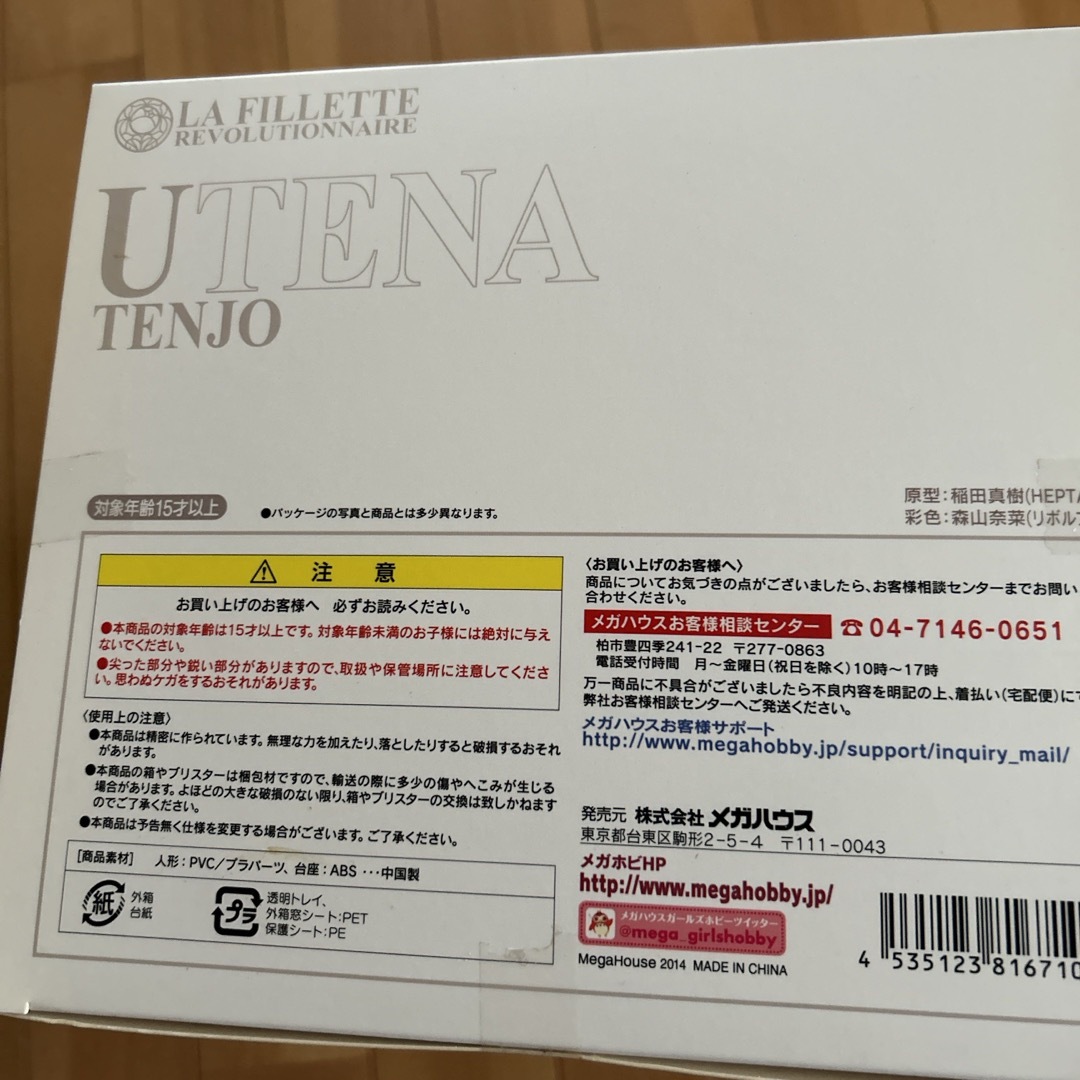 LA FILLETTE
REVOLUTIONNAIRE
UTENA
TENJO
対象年齢15才以上
●パッケージの写真と商品とは多少異なります。
原型：稲田真樹(HEPTA
彩色：森山奈菜(リボル
⚠ 注 意
お買い上げのお客様へ 必ずお読みください。
●本商品の対象年齢は15才以上です。対象年齢未満のお子様には絶対に与え
ないでください。
●尖った部分や鋭い部分がありますので、取扱や保管場所に注意してくだ
さい。思わぬケガをするおそれがあります。
〈使用上の注意〉
●本商品は精密に作られています。無理な力を加えたり、落としたりすると破損するおそれ
があります。
●本商品の箱やブリスターは梱包材ですので、輸送の際に多少の傷やへこみが生じる
場合があります。よほどの大きな破損のない限り、箱やブリスターの交換は致しかねます
のでご了承ください。
●本商品は予告無く仕様を変更する場合がございます。ご了承ください。
［商品素材］ 人形：PVC/プラパーツ、台座：ABS ･･･中国製
紙
外箱
台紙
プラ
透明トレイ、
外箱窓シート：PET
保護シート：PE
〈お買い上げのお客様へ〉
商品についてお気づきの点がございましたら、お客様相談センターまでお問い
合わせください。
メガハウスお客様相談センター ☎04-7146-0651
柏市豊四季241-22 〒277-0863
電話受付時間 月～金曜日(祝日を除く)10時～17時
万一商品に不具合がございましたら不良内容を明記の上、着払い(宅配便)にて
弊社お客様相談センターへご発送ください。
メガハウスお客様サポート
http://www.megahobby.jp/support/inquiry_mail/
発売元 株式会社メガハウス
東京都台東区駒形2-5-4 〒111-0043
メガホビHP
http://www.megahobby.jp/
メガハウスガールズホビーツイッター
@mega_girlshobby
MegaHouse 2014 MADE IN CHINA
4 535123 816710